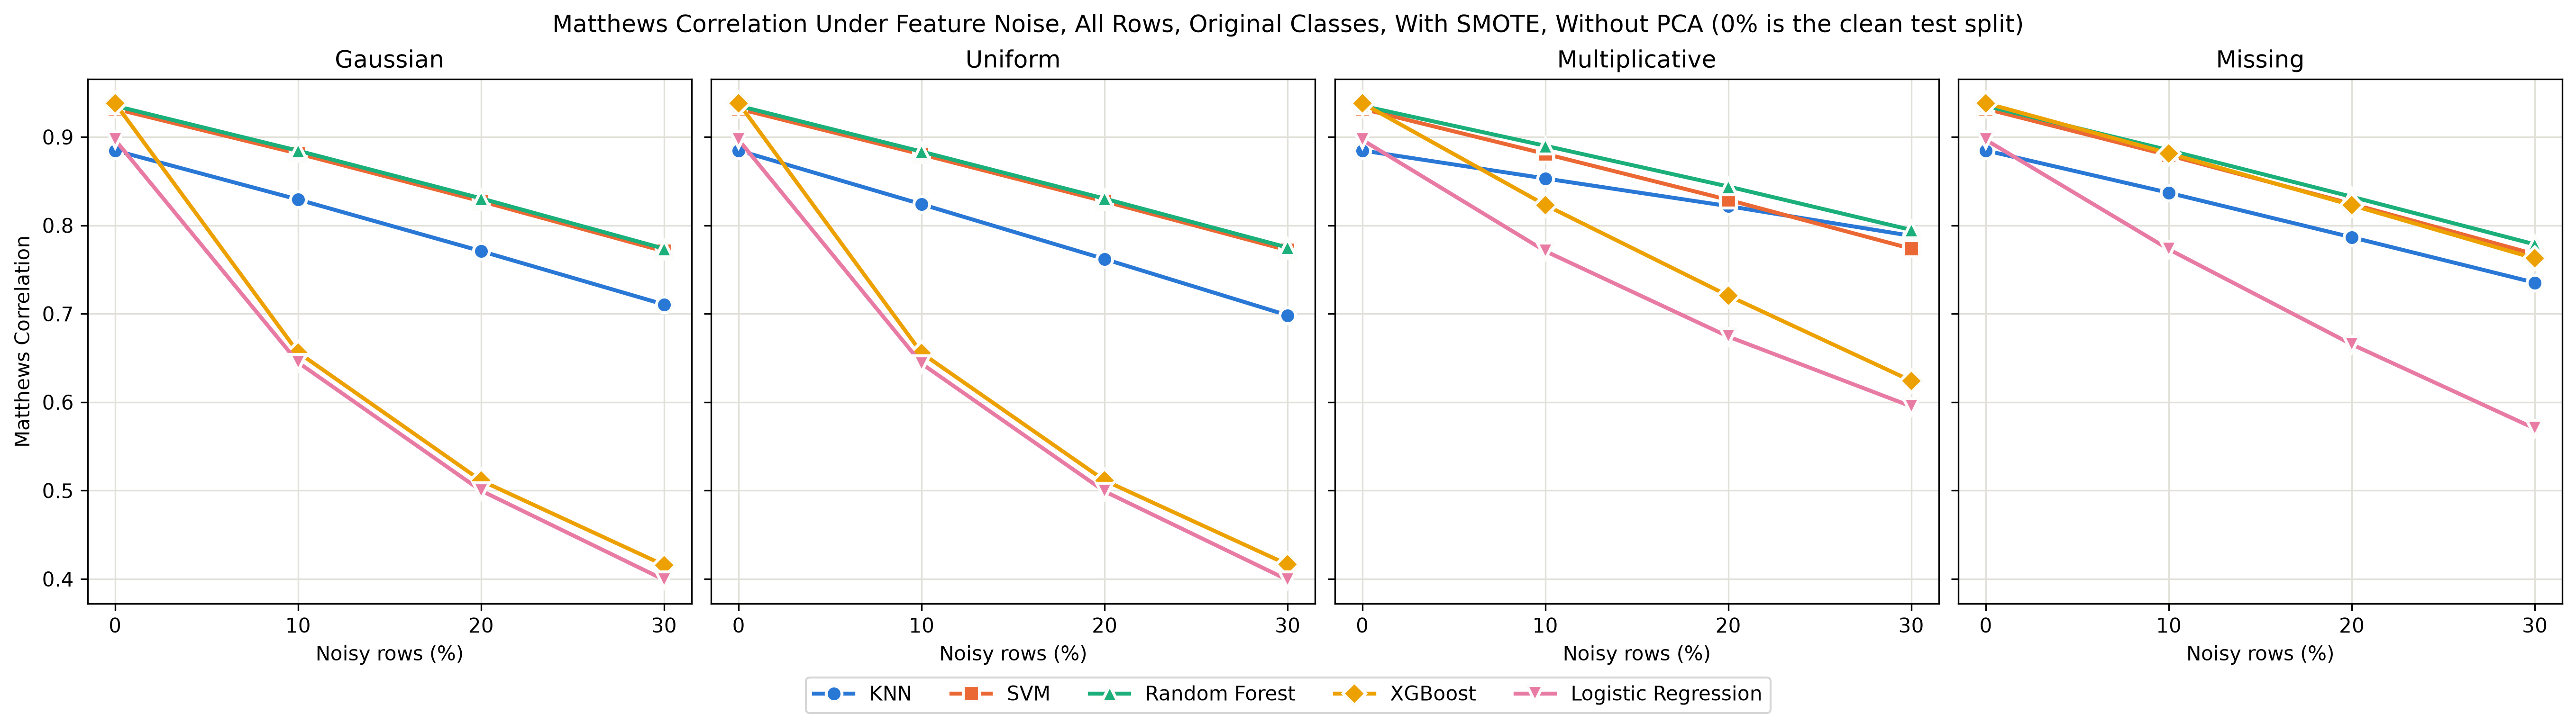 Matthews Correlation Under Feature Noise, All Rows, Original Classes, With SMOTE, Without PCA (0% is the clean test split)
Gaussian
Uniform
Multiplicative
Missing
Matthews Correlation
0.9
0.8
0.7
0.6
0.5
0.4
0 10 20 30
0 10 20 30
0 10 20 30
0 10 20 30
Noisy rows (%)
Noisy rows (%)
Noisy rows (%)
Noisy rows (%)
KNN SVM Random Forest XGBoost Logistic Regression